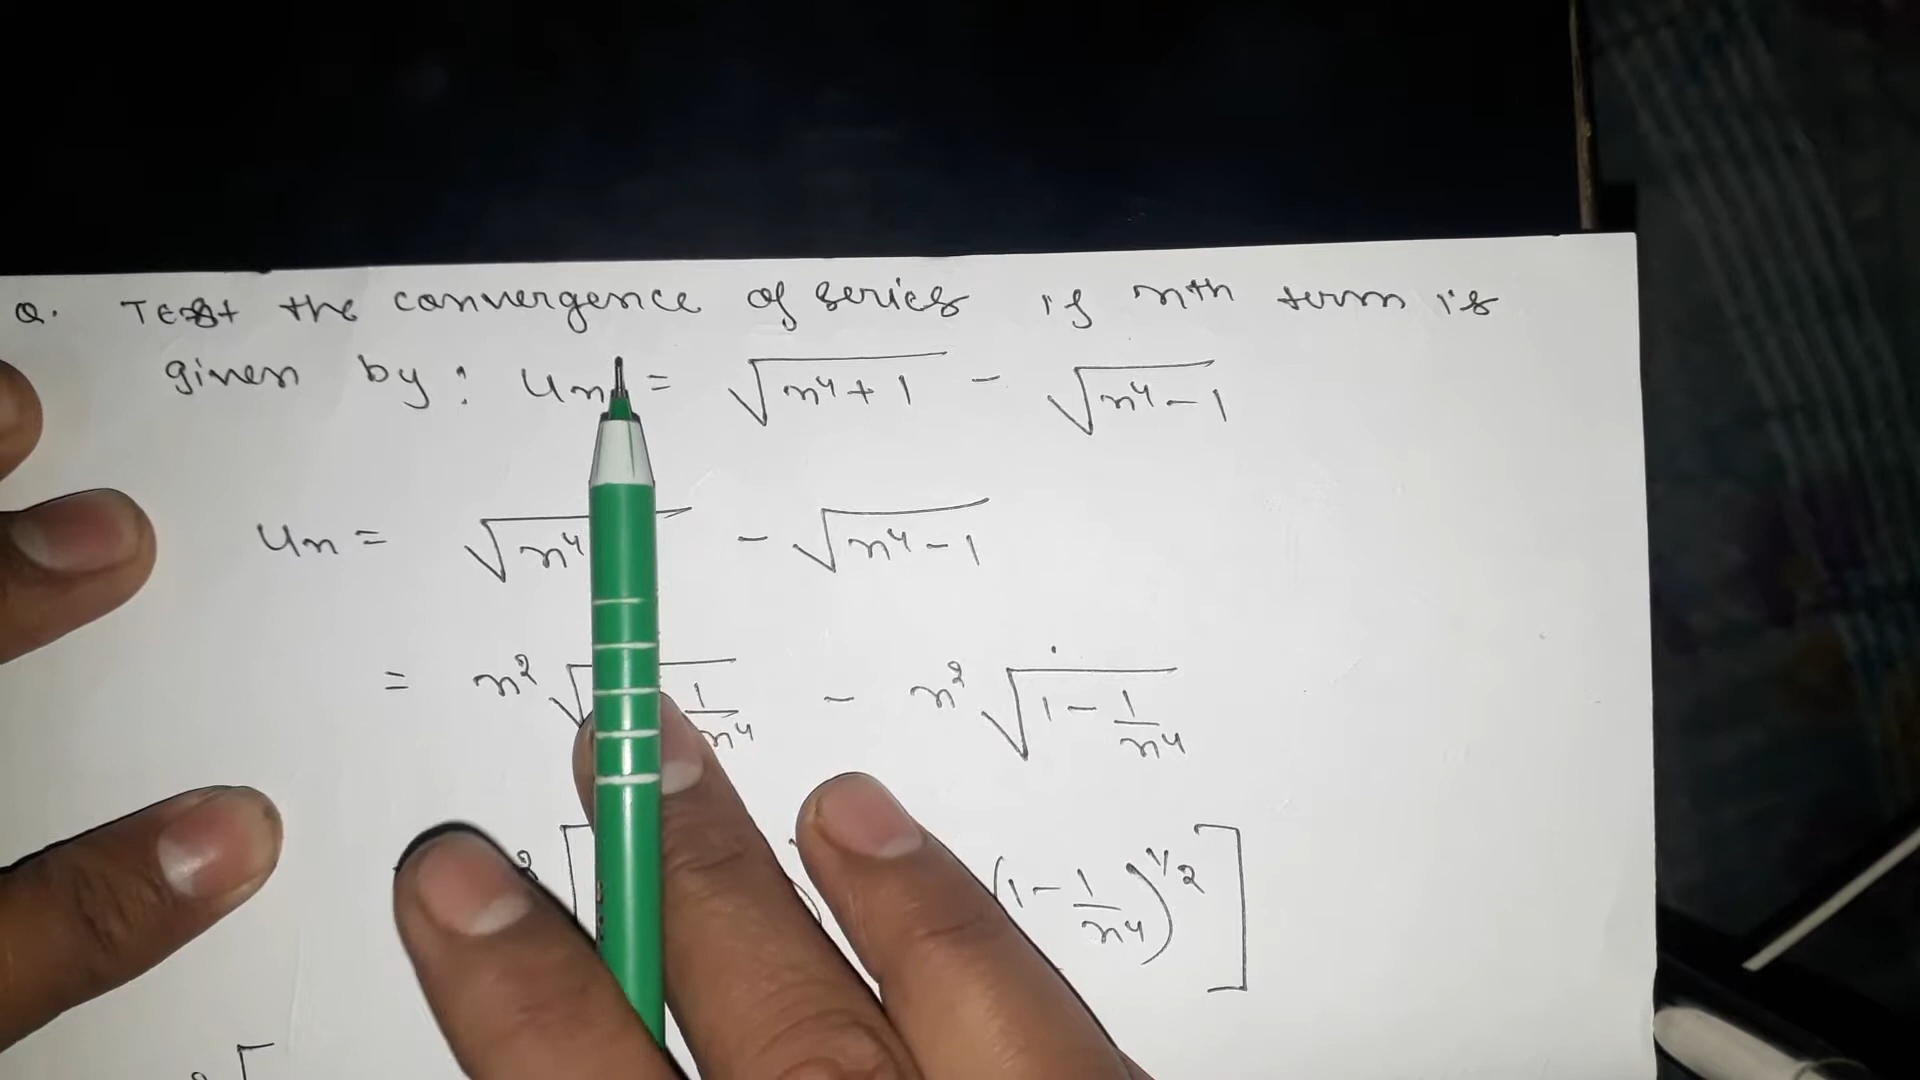 Q. Test the convergence of series if nth term is
given by : un = √(n⁴+1) - √(n⁴-1)
un = √(n⁴ - √(n⁴-1)
= n² √ 1/n⁴ - n² √(1 - 1/n⁴)
2 [ (1 - 1/n⁴)^1/2 ]